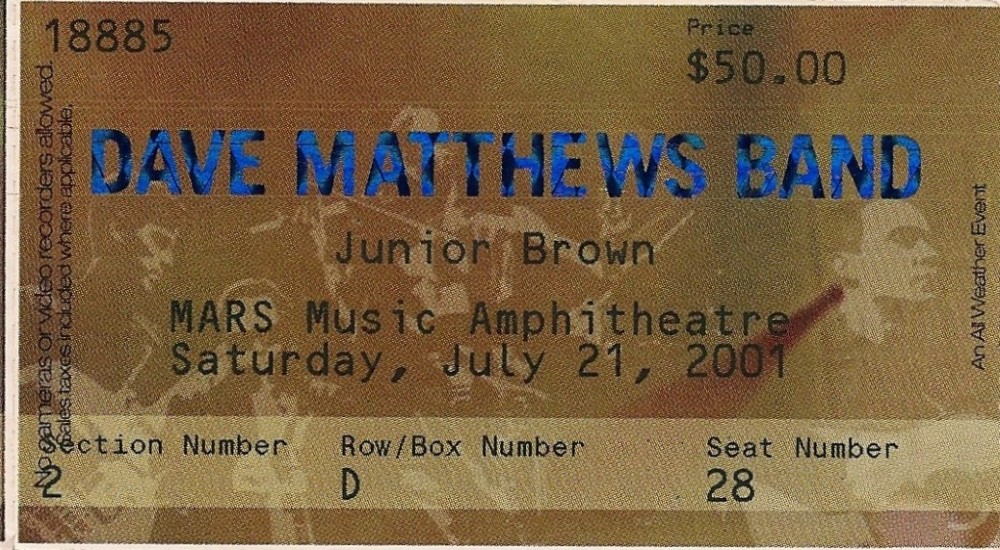 18885
Price
$50.00
DAVE MATTHEWS BAND
Junior Brown
MARS Music Amphitheatre
Saturday, July 21, 2001
Section Number
2
Row/Box Number
D
Seat Number
28
No cameras or video recorders allowed.
Sales taxes included where applicable.
An All Weather Event